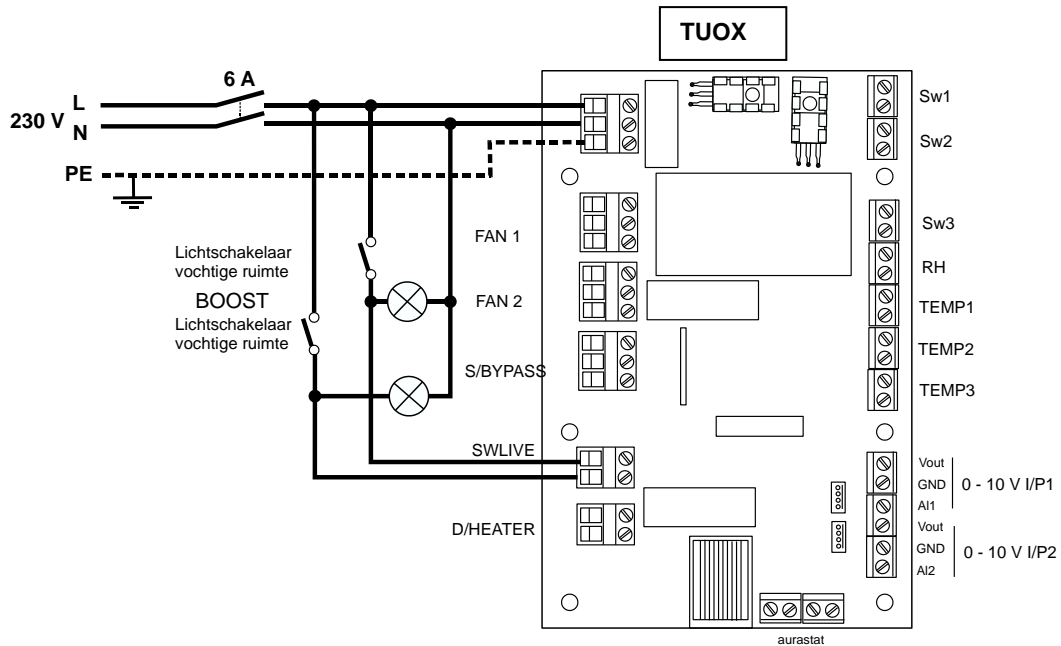 TUOX
6 A
L
230 V
N
PE
Sw1
Sw2
Sw3
RH
TEMP1
TEMP2
TEMP3
FAN 1
FAN 2
S/BYPASS
SWLIVE
D/HEATER
Lichtschakelaar
vochtige ruimte
BOOST
Lichtschakelaar
vochtige ruimte
Vout
GND
AI1
0 - 10 V I/P1
Vout
GND
AI2
0 - 10 V I/P2
aurastat